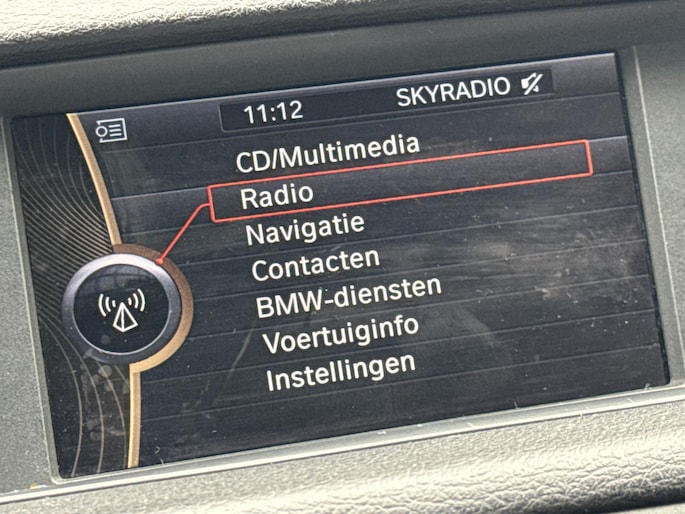 11:12 SKYRADIO
CD/Multimedia
Radio
Navigatie
Contacten
BMW-diensten
Voertuiginfo
Instellingen